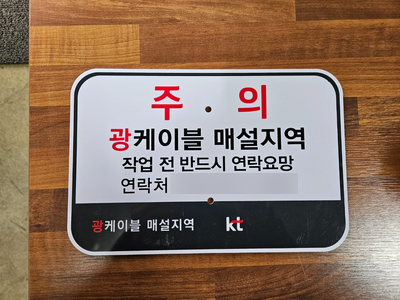 주 의
광케이블 매설지역
작업 전 반드시 연락요망
연락처
광케이블 매설지역 kt